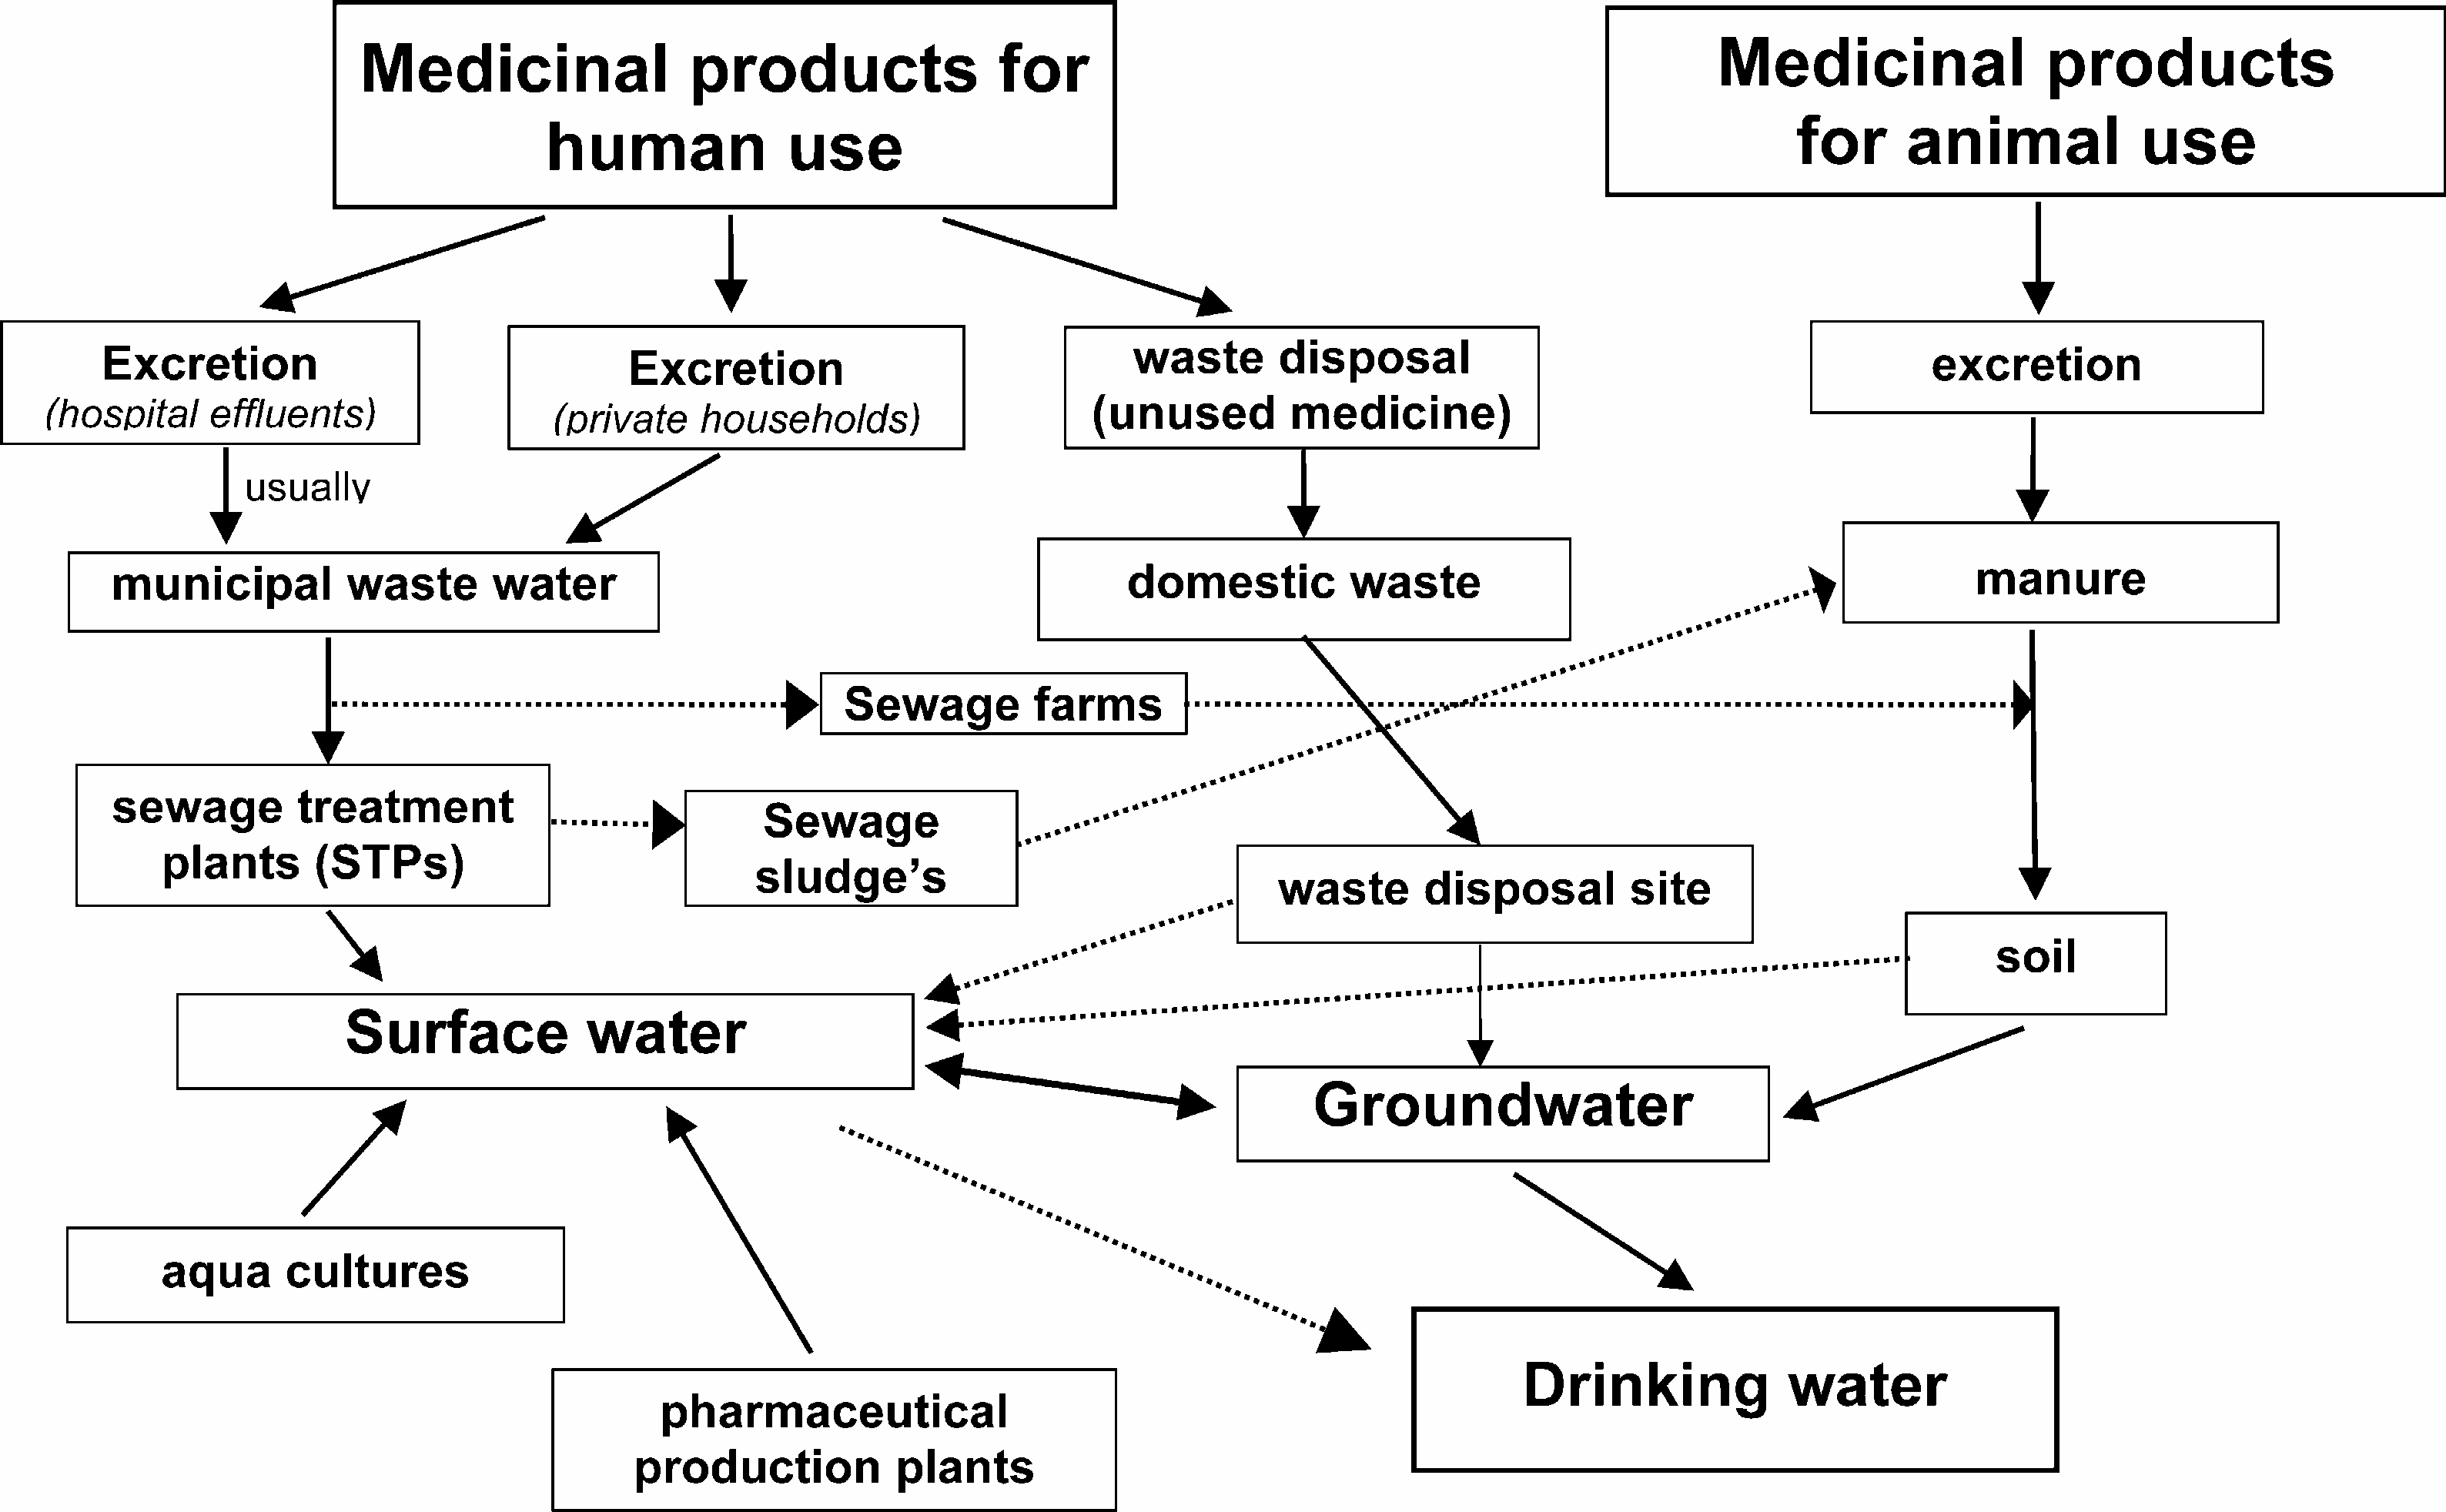 Medicinal products for
human use
Medicinal products
for animal use
Excretion
(hospital effluents)
Excretion
(private households)
waste disposal
(unused medicine)
excretion
usually
municipal waste water
domestic waste
manure
Sewage farms
sewage treatment
plants (STPs)
Sewage
sludge’s
waste disposal site
soil
Surface water
Groundwater
aqua cultures
Drinking water
pharmaceutical
production plants